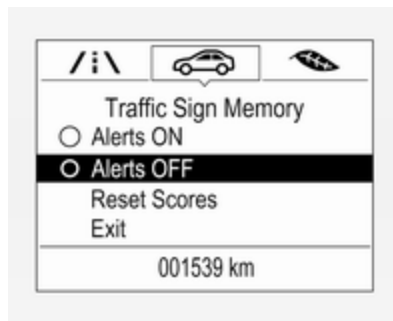 Traffic Sign Memory
Alerts ON
Alerts OFF
Reset Scores
Exit
001539 km